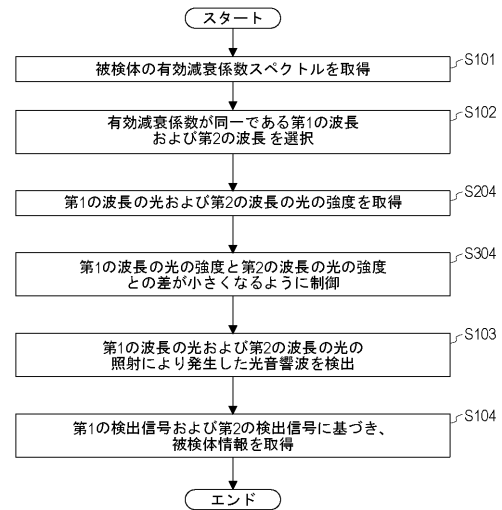 スタート
被検体の有効減衰係数スペクトルを取得
S101
有効減衰係数が同一である第1の波長
および第2の波長 を選択
S102
第1の波長の光および第2の波長の光の強度を取得
S204
第1の波長の光の強度と第2の波長の光の強度
との差が小さくなるように制御
S304
第1の波長の光および第2の波長の光の
照射により発生した光音響波を検出
S103
第1の検出信号および第2の検出信号に基づき、
被検体情報を取得
S104
エンド